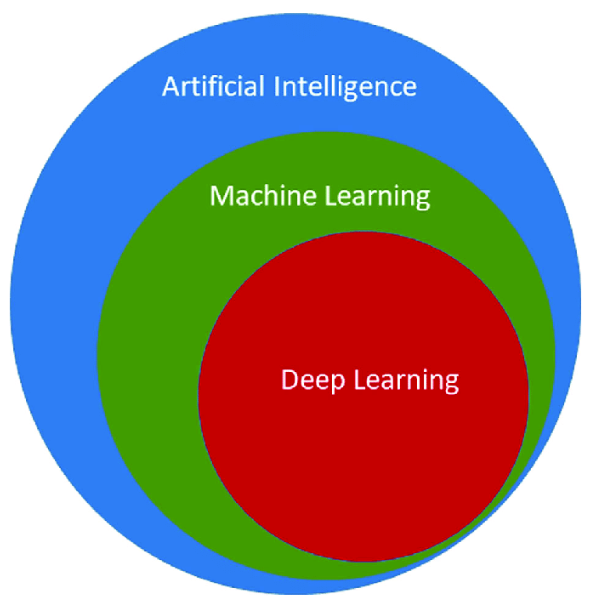 Artificial Intelligence
Machine Learning
Deep Learning